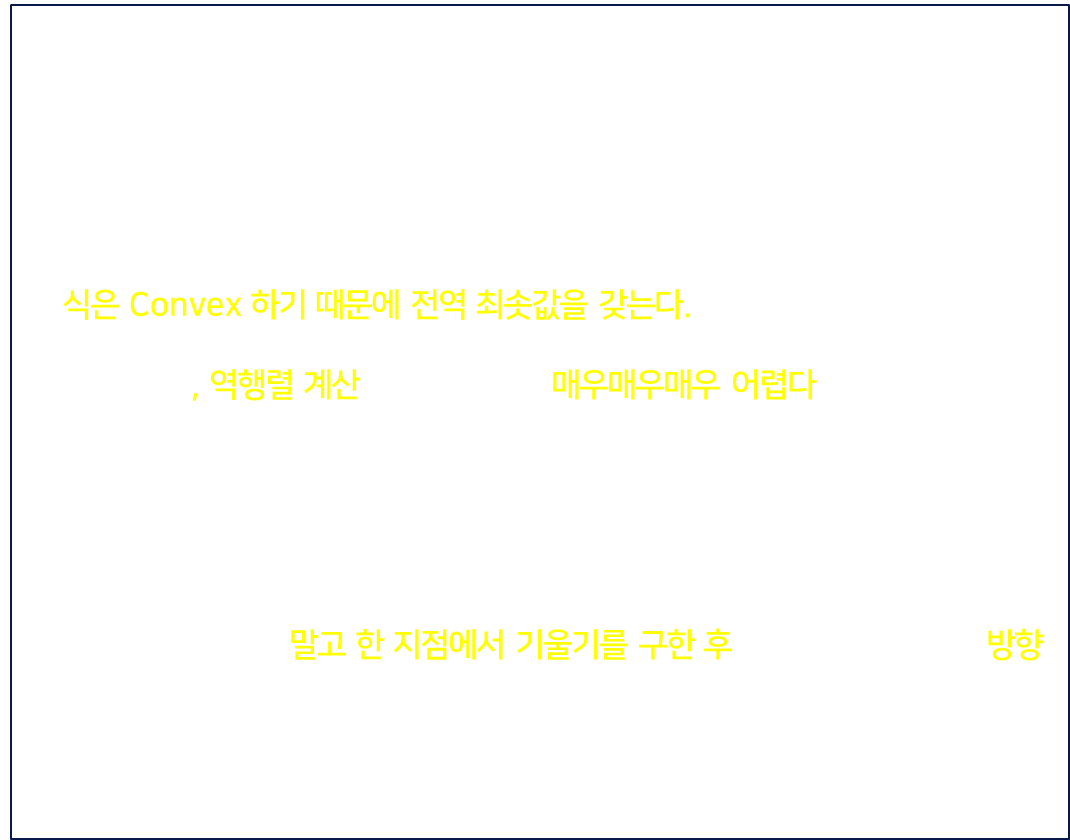 식은 Convex 하기 때문에 전역 최솟값을 갖는다.
, 역행렬 계산 매우매우매우 어렵다
말고 한 지점에서 기울기를 구한 후 방향